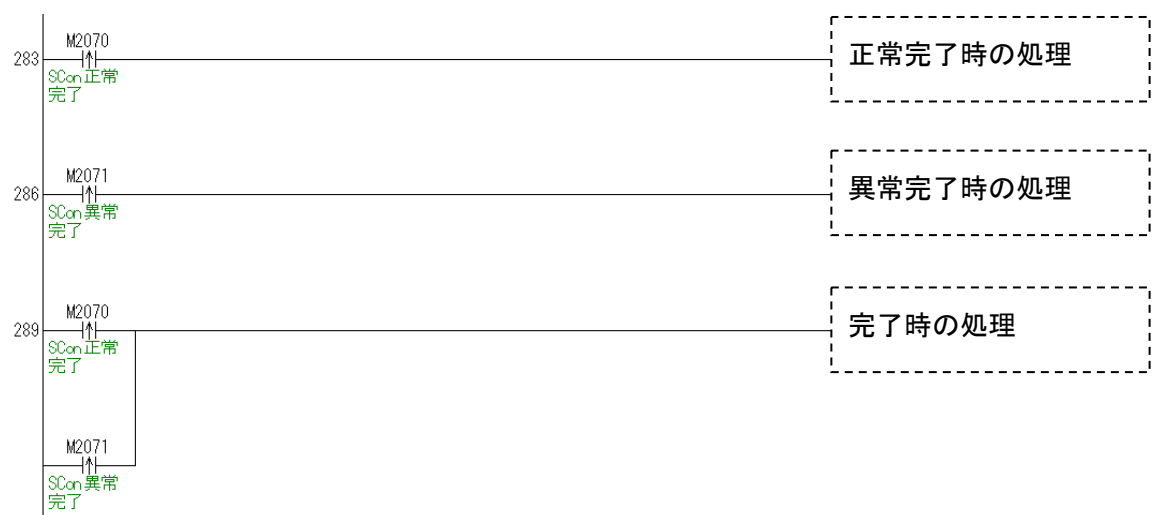 M2070
283
SCon正常
完了
正常完了時の処理
M2071
286
SCon異常
完了
異常完了時の処理
M2070
289
SCon正常
完了
完了時の処理
M2071
SCon異常
完了